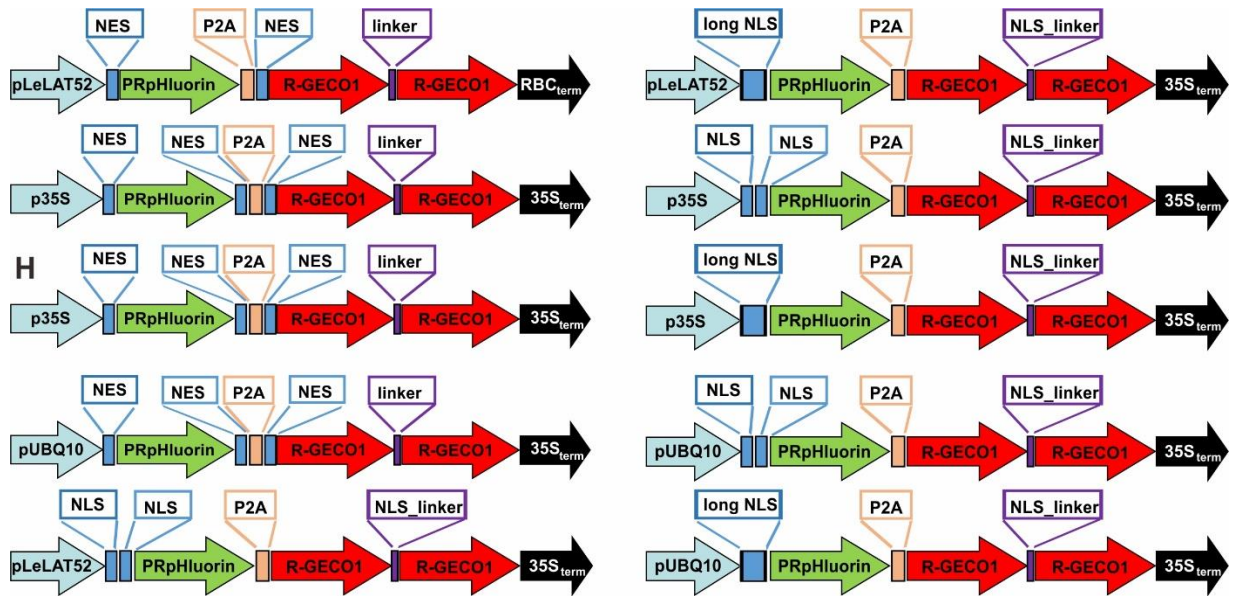 NES P2A NES linker
pLeLAT52 PRpHluorin R-GECO1 R-GECO1 RBCterm
long NLS P2A NLS_linker
pLeLAT52 PRpHluorin R-GECO1 R-GECO1 35Sterm
NES NES P2A NES linker
p35S PRpHluorin R-GECO1 R-GECO1 35Sterm
NLS NLS P2A NLS_linker
p35S PRpHluorin R-GECO1 R-GECO1 35Sterm
H
NES NES P2A NES linker
p35S PRpHluorin R-GECO1 R-GECO1 35Sterm
long NLS P2A NLS_linker
p35S PRpHluorin R-GECO1 R-GECO1 35Sterm
NES NES P2A NES linker
pUBQ10 PRpHluorin R-GECO1 R-GECO1 35Sterm
NLS NLS P2A NLS_linker
pUBQ10 PRpHluorin R-GECO1 R-GECO1 35Sterm
NLS NLS P2A NLS_linker
pLeLAT52 PRpHluorin R-GECO1 R-GECO1 35Sterm
long NLS P2A NLS_linker
pUBQ10 PRpHluorin R-GECO1 R-GECO1 35Sterm